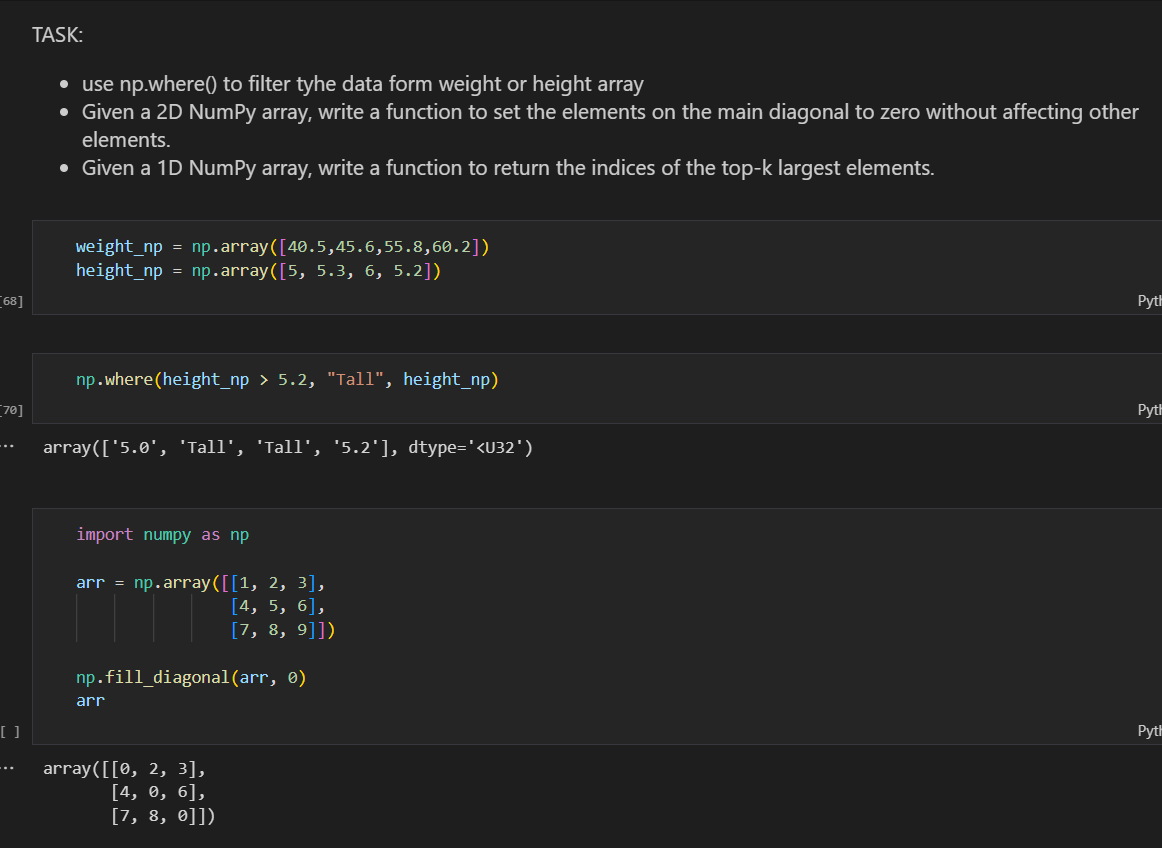 TASK:
• use np.where() to filter tyhe data form weight or height array
• Given a 2D NumPy array, write a function to set the elements on the main diagonal to zero without affecting other
elements.
• Given a 1D NumPy array, write a function to return the indices of the top-k largest elements.
weight_np = np.array([40.5,45.6,55.8,60.2])
height_np = np.array([5, 5.3, 6, 5.2])
[68]
Pyth
np.where(height_np > 5.2, "Tall", height_np)
[70]
Pyth
... array(['5.0', 'Tall', 'Tall', '5.2'], dtype='<U32')
import numpy as np
arr = np.array([[1, 2, 3],
[4, 5, 6],
[7, 8, 9]])
np.fill_diagonal(arr, 0)
arr
[ ]
Pyth
... array([[0, 2, 3],
[4, 0, 6],
[7, 8, 0]])